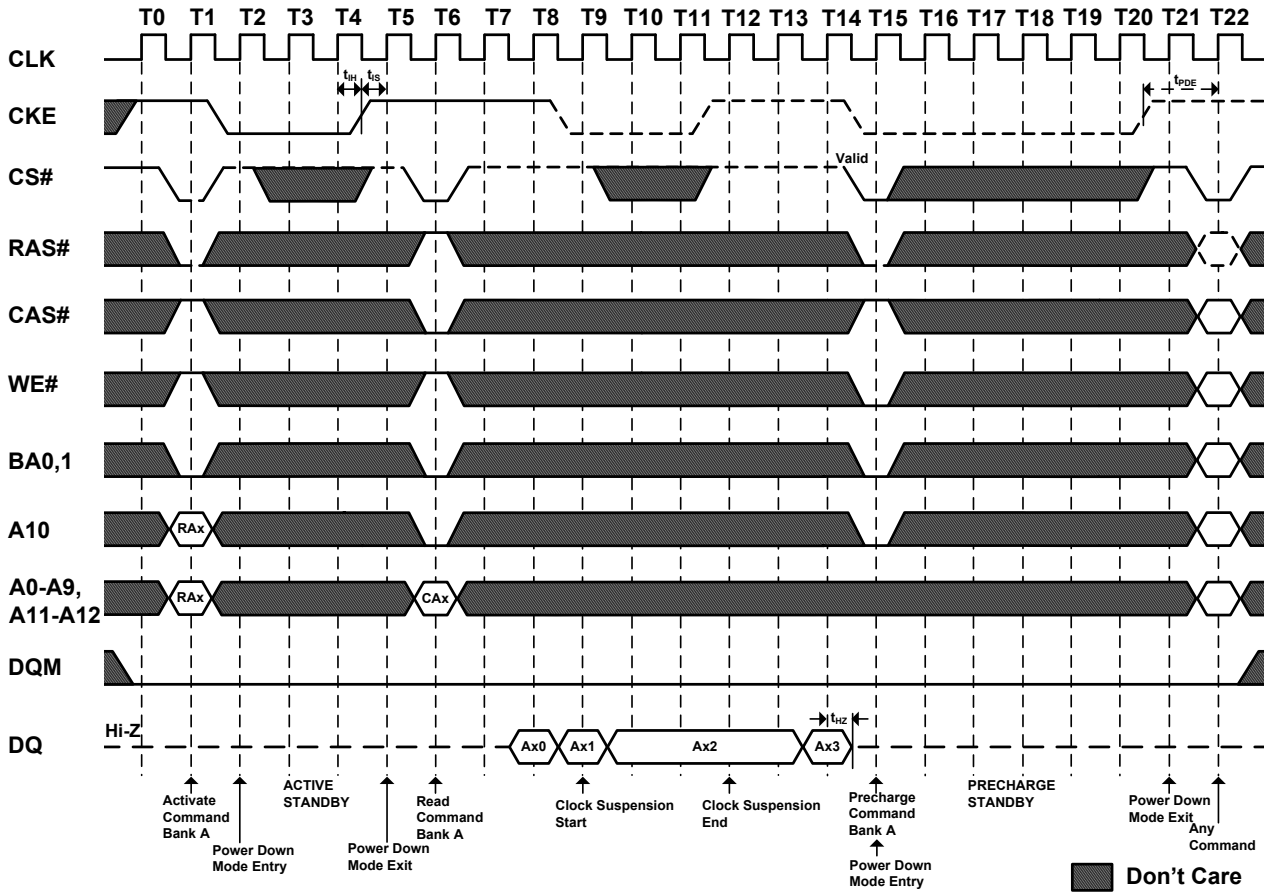 T0 T1 T2 T3 T4 T5 T6 T7 T8 T9 T10 T11 T12 T13 T14 T15 T16 T17 T18 T19 T20 T21 T22
CLK
tIH tIS
tPDE
CKE
Valid
CS#
RAS#
CAS#
WE#
BA0,1
A10
RAx
A0-A9,
A11-A12
RAx
CAx
DQM
Hi-Z
tHZ
DQ
Ax0
Ax1
Ax2
Ax3
Activate
Command
Bank A
Power Down
Mode Entry
ACTIVE
STANDBY
Power Down
Mode Exit
Read
Command
Bank A
Clock Suspension
Start
Clock Suspension
End
Precharge
Command
Bank A
Power Down
Mode Entry
PRECHARGE
STANDBY
Power Down
Mode Exit
Any
Command
Don't Care